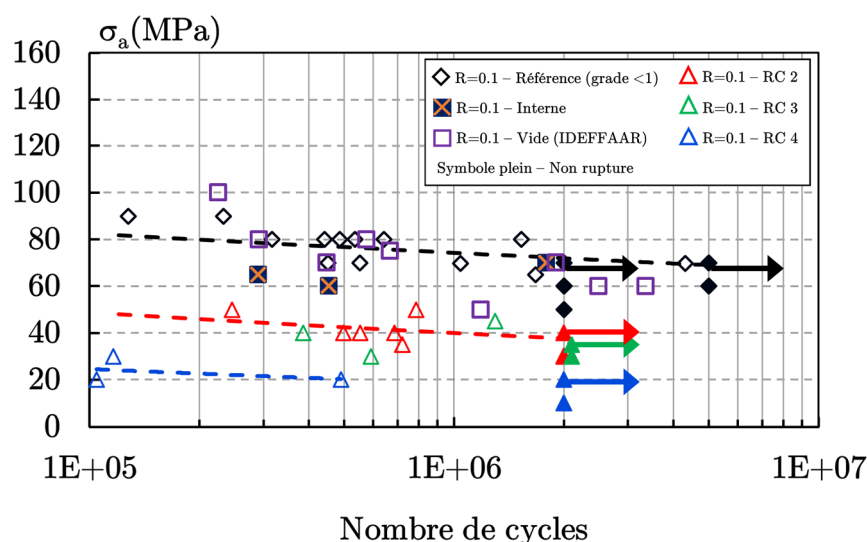 σa(MPa)
160
140
120
100
80
60
40
20
0
R=0.1 – Référence (grade <1)
R=0.1 – Interne
R=0.1 – Vide (IDEFFAAR)
Symbole plein – Non rupture
R=0.1 – RC 2
R=0.1 – RC 3
R=0.1 – RC 4
1E+05 1E+06 1E+07
Nombre de cycles